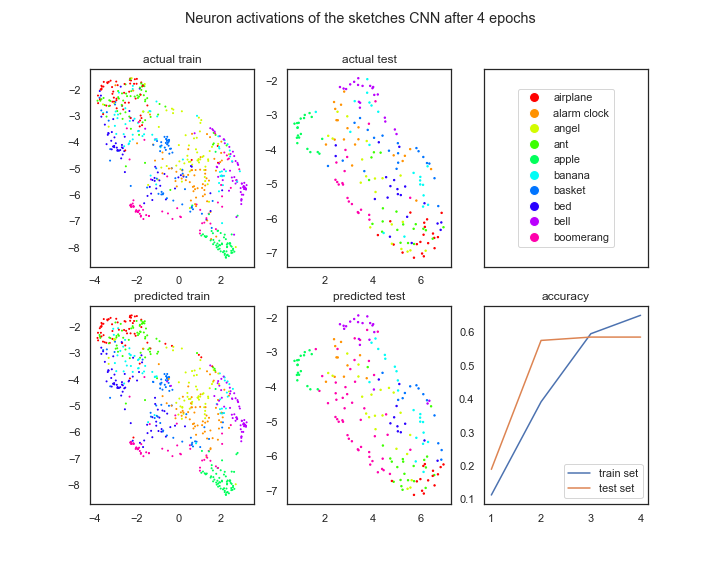 Neuron activations of the sketches CNN after 4 epochs
actual train
−2
−3
−4
−5
−6
−7
−8
−4
−2
0
2
actual test
−2
−3
−4
−5
−6
−7
2
4
6
airplane
alarm clock
angel
ant
apple
banana
basket
bed
bell
boomerang
predicted train
−2
−3
−4
−5
−6
−7
−8
−4
−2
0
2
predicted test
−2
−3
−4
−5
−6
−7
2
4
6
accuracy
0.6
0.5
0.4
0.3
0.2
0.1
train set
test set
1
2
3
4